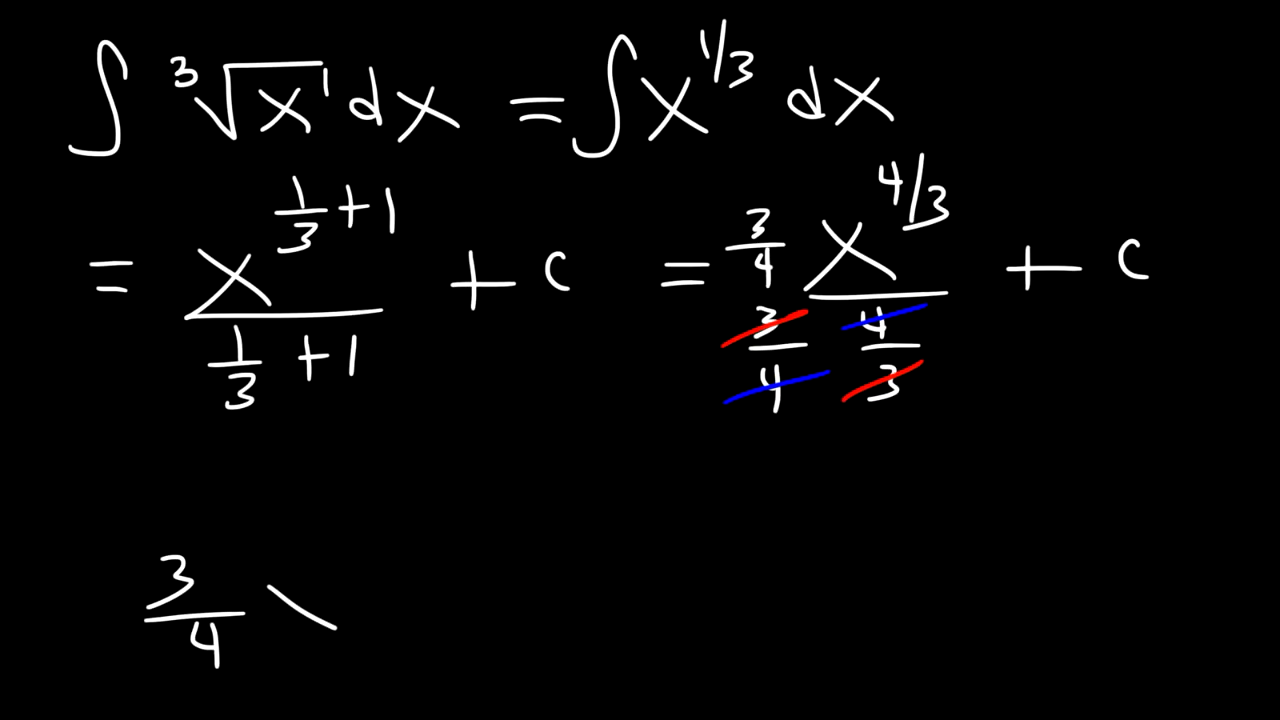 ∫ ³√x¹ dx = ∫ x^(1/3) dx
= x^(1/3 + 1) / (1/3 + 1) + c = (3/4 x^(4/3)) / (3/4 4/3) + c
3/4 \